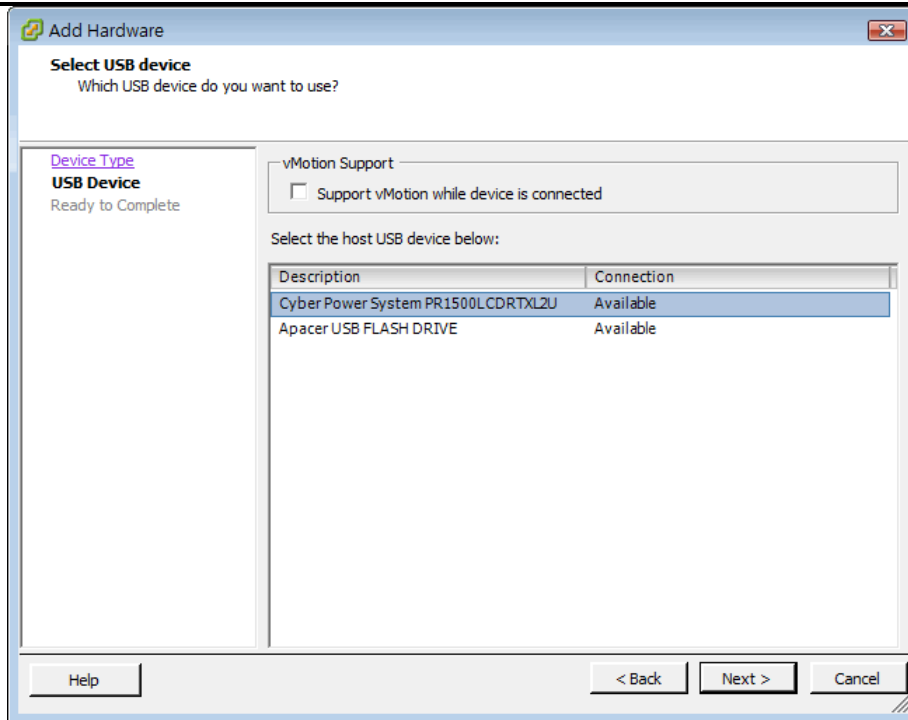 Add Hardware
Select USB device
Which USB device do you want to use?
Device Type
USB Device
Ready to Complete
vMotion Support
Support vMotion while device is connected
Select the host USB device below:
Description Connection
Cyber Power System PR1500LCDRTXL2U Available
Apacer USB FLASH DRIVE Available
Help < Back Next > Cancel